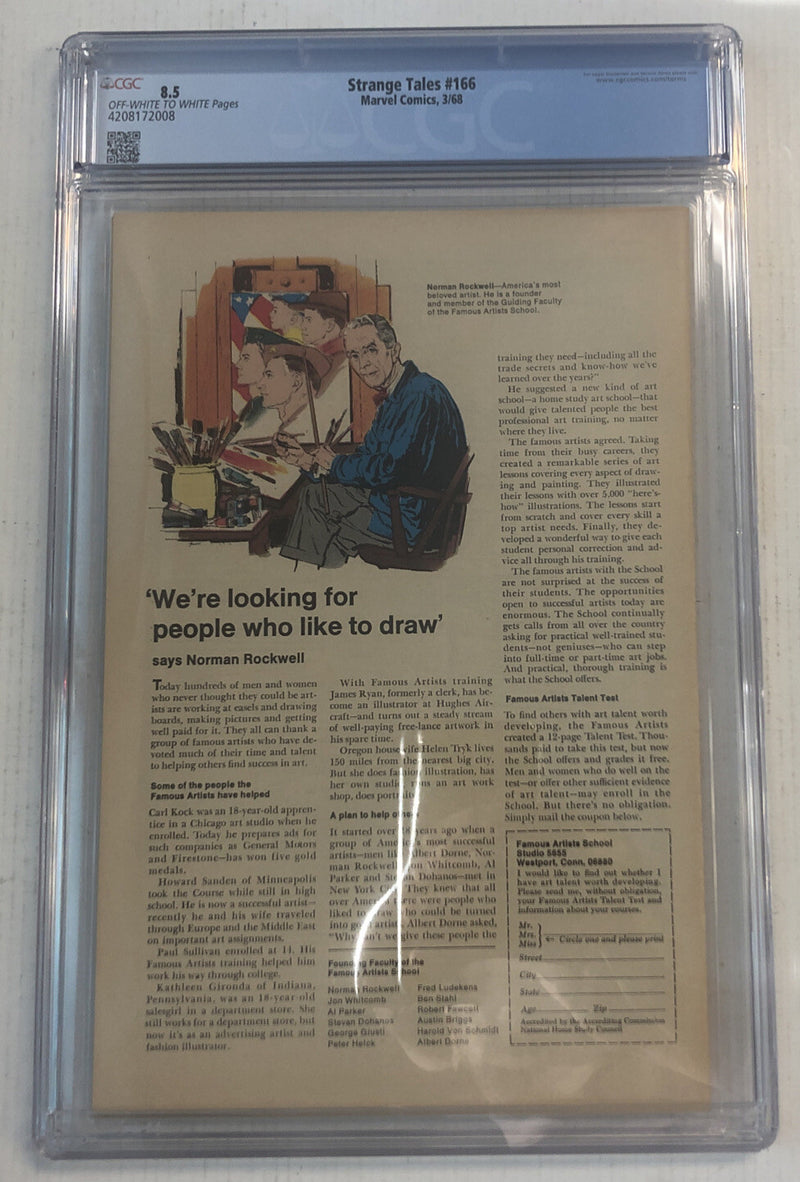 CGC
8.5
OFF-WHITE TO WHITE Pages
4208172008
Strange Tales #166
Marvel Comics, 3/68
www.cgccomics.com/terms
CGC
Norman Rockwell—America's most
beloved artist. He is a founder
and member of the Guiding Faculty
of the Famous Artists School.
'We're looking for
people who like to draw'
says Norman Rockwell
Today hundreds of men and women
who never thought they could be art-
ists are working at easels and drawing
boards, making pictures and getting
well paid for it. They all can thank a
group of famous artists who have de-
voted much of their time and talent
to helping others find success in art.
Some of the people the
Famous Artists have helped
Carl Kock was an 18-year-old appren-
tice in a Chicago art studio when he
enrolled. Today he prepares ads for
such companies as General Motors
and Firestone—has won five gold
medals.
Howard Sanden of Minneapolis
took the Course while still in high
school. He is now a successful artist—
recently he and his wife traveled
through Europe and the Middle East
on important art assignments.
Paul Sullivan enrolled at 14. His
Famous Artists training helped him
work his way through college.
Kathleen Gironda of Indiana,
Pennsylvania, was an 18-year old
salesgirl in a department store. She
still works for a department store, but
now it's as an advertising artist and
fashion illustrator.
With Famous Artists training
James Ryan, formerly a clerk, has be-
come an illustrator at Hughes Air-
craft—and turns out a steady stream
of well-paying free-lance artwork in
his spare time.
Oregon housewife Helen Tryk lives
150 miles from the nearest big city.
But she does fashion illustration, has
her own studio, runs an art work
shop, does portraits
A plan to help others
It started over 18 years ago when a
group of America's most successful
artists—men like Albert Dorne, Nor-
man Rockwell, Jon Whitcomb, Al
Parker and Stevan Dohanos—met in
New York City. They knew that all
over America there were people who
liked to draw who could be turned
into good artists. Albert Dorne asked,
"Why don't we give these people the
Founding Faculty of the
Famous Artists School
Norman Rockwell
Jon Whitcomb
Al Parker
Stevan Dohanos
George Giusti
Peter Helck
Fred Ludekens
Ben Stahl
Robert Fawcett
Austin Briggs
Harold Von Schmidt
Albert Dorne
training they need—including all the
trade secrets and know-how we've
learned over the years?"
He suggested a new kind of art
school—a home study art school—that
would give talented people the best
professional art training, no matter
where they live.
The famous artists agreed. Taking
time from their busy careers, they
created a remarkable series of art
lessons covering every aspect of draw-
ing and painting. They illustrated
their lessons with over 5,000 "here's-
how" illustrations. The lessons start
from scratch and cover every skill a
top artist needs. Finally, they de-
veloped a wonderful way to give each
student personal correction and ad-
vice all through his training.
The famous artists with the School
are not surprised at the success of
their students. The opportunities
open to successful artists today are
enormous. The School continually
gets calls from all over the country
asking for practical well-trained stu-
dents—not geniuses—who can step
into full-time or part-time art jobs.
And practical, thorough training is
what the School offers.
Famous Artists Talent Test
To find others with art talent worth
developing, the Famous Artists
created a 12-page Talent Test. Thou-
sands paid to take this test, but now
the School offers and grades it free.
Men and women who do well on the
test—or offer other sufficient evidence
of art talent—may enroll in the
School. But there's no obligation.
Simply mail the coupon below.
Famous Artists School
Studio 5655
Westport, Conn. 06880
I would like to find out whether I
have art talent worth developing.
Please send me, without obligation,
your Famous Artists Talent Test and
information about your courses.
Mr.
Mrs.
Miss
Circle one and please print
Street
City
State
Age Zip
Accredited by the Accrediting Commission
National Home Study Council